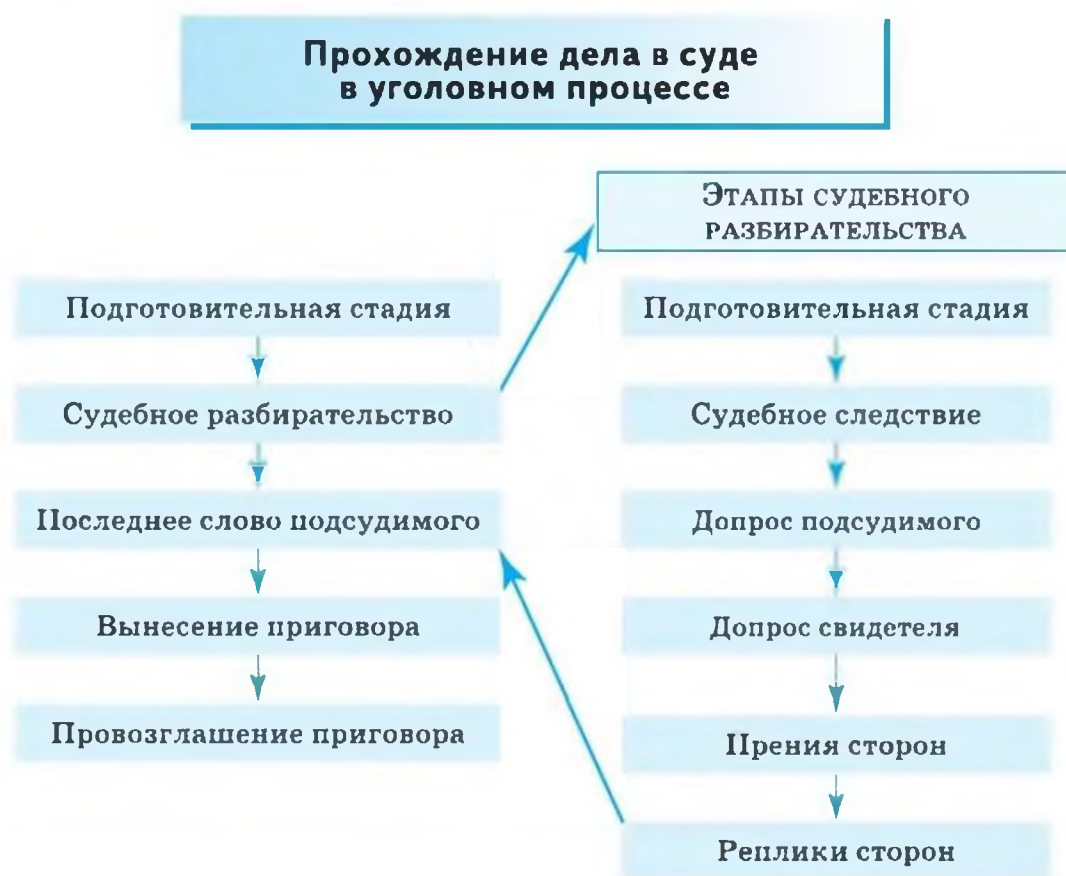 Прохождение дела в суде
в уголовном процессе
Этапы судебного
разбирательства
Подготовительная стадия
Судебное разбирательство
Последнее слово подсудимого
Вынесение приговора
Провозглашение приговора
Подготовительная стадия
Судебное следствие
Допрос подсудимого
Допрос свидетеля
Прения сторон
Реплики сторон